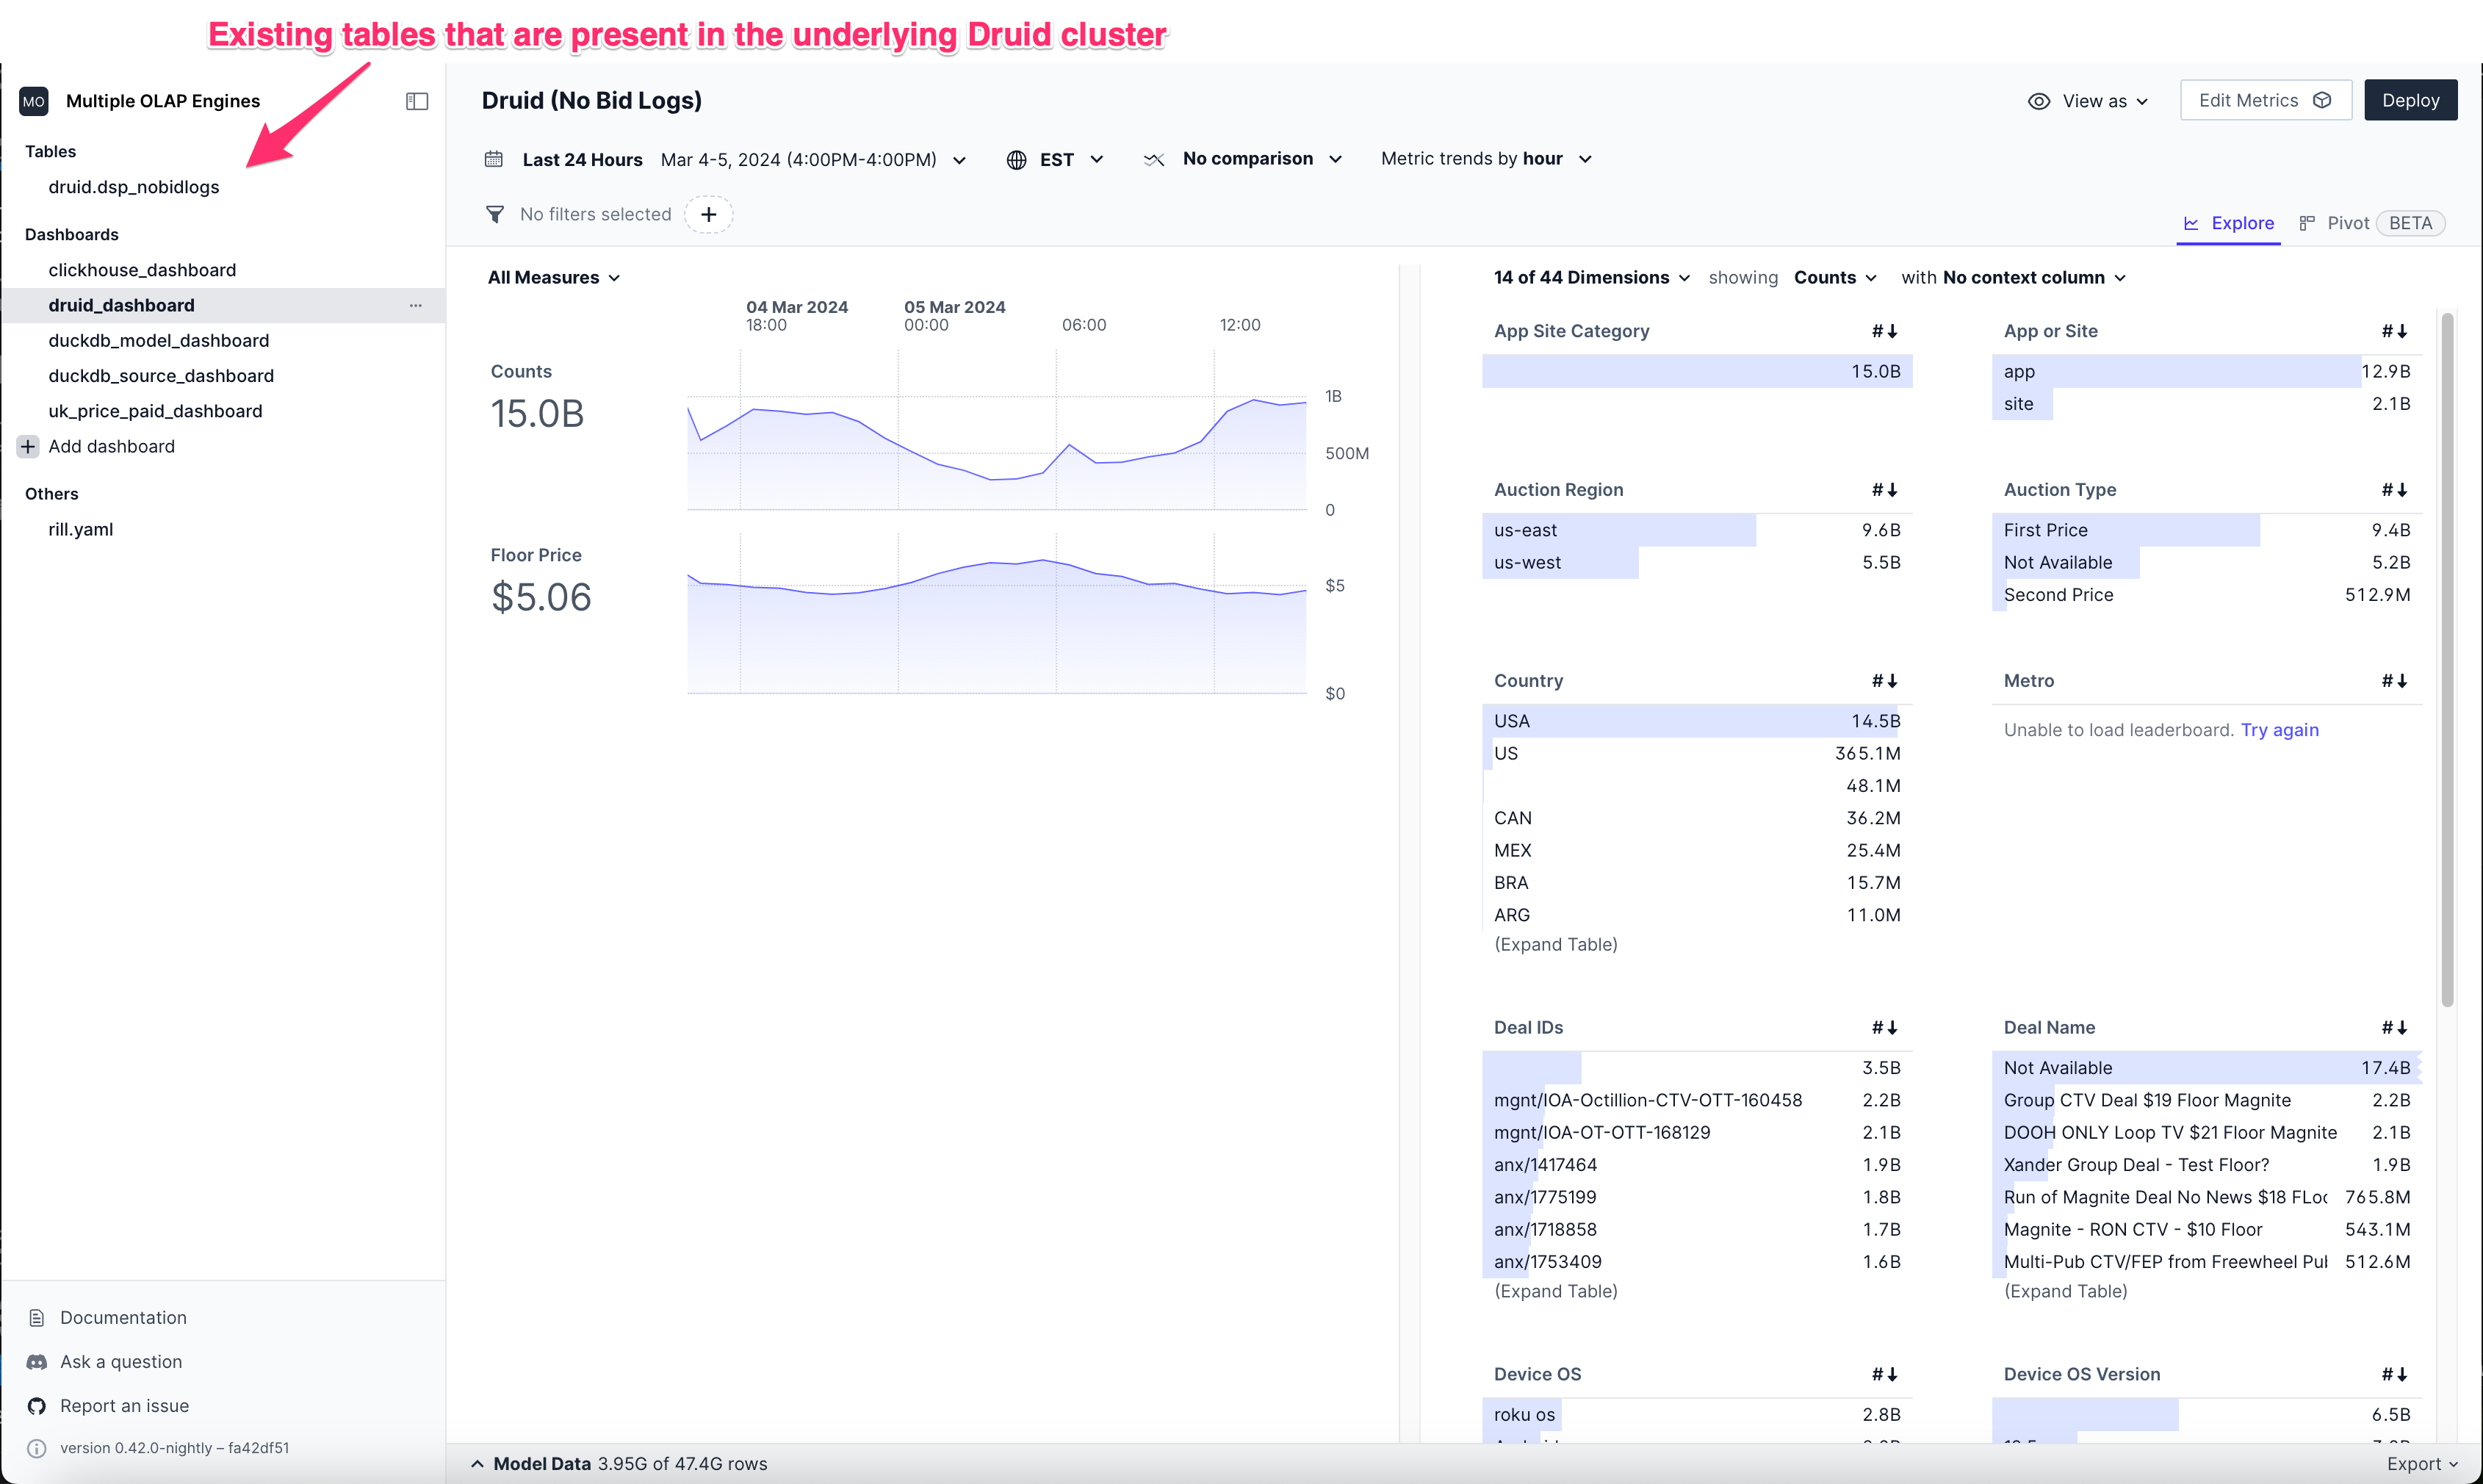 Existing tables that are present in the underlying Druid cluster
MO Multiple OLAP Engines
Tables
druid.dsp_nobidlogs
Dashboards
clickhouse_dashboard
druid_dashboard
duckdb_model_dashboard
duckdb_source_dashboard
uk_price_paid_dashboard
Add dashboard
Others
rill.yaml
Documentation
Ask a question
Report an issue
version 0.42.0-nightly – fa42df51
Druid (No Bid Logs)
View as
Edit Metrics
Deploy
Last 24 Hours Mar 4-5, 2024 (4:00PM-4:00PM)
EST
No comparison
Metric trends by hour
No filters selected
Explore
Pivot BETA
All Measures
04 Mar 2024 05 Mar 2024
18:00 00:00 06:00 12:00
Counts
15.0B
1B
500M
0
Floor Price
$5.06
$5
$0
14 of 44 Dimensions showing Counts with No context column
App Site Category #
15.0B
App or Site #
app 12.9B
site 2.1B
Auction Region #
us-east 9.6B
us-west 5.5B
Auction Type #
First Price 9.4B
Not Available 5.2B
Second Price 512.9M
Country #
USA 14.5B
US 365.1M
48.1M
CAN 36.2M
MEX 25.4M
BRA 15.7M
ARG 11.0M
(Expand Table)
Metro #
Unable to load leaderboard. Try again
Deal IDs #
3.5B
mgnt/IOA-Octillion-CTV-OTT-160458 2.2B
mgnt/IOA-OT-OTT-168129 2.1B
anx/1417464 1.9B
anx/1775199 1.8B
anx/1718858 1.7B
anx/1753409 1.6B
(Expand Table)
Deal Name #
Not Available 17.4B
Group CTV Deal $19 Floor Magnite 2.2B
DOOH ONLY Loop TV $21 Floor Magnite 2.1B
Xander Group Deal - Test Floor? 1.9B
Run of Magnite Deal No News $18 FLoc 765.8M
Magnite - RON CTV - $10 Floor 543.1M
Multi-Pub CTV/FEP from Freewheel Pul 512.6M
(Expand Table)
Device OS #
roku os 2.8B
Device OS Version #
6.5B
Model Data 3.95G of 47.4G rows
Export